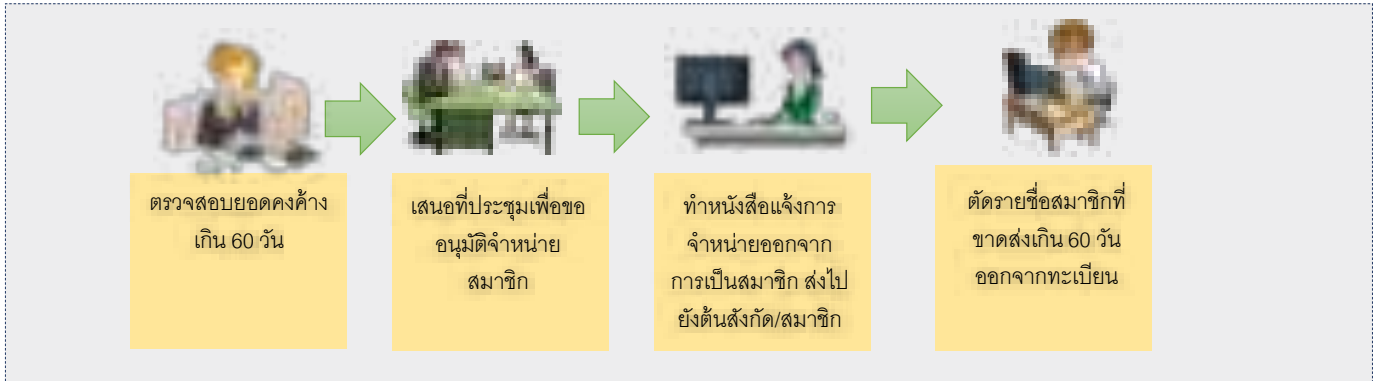 ตรวจสอบยอดคงค้าง
เกิน 60 วัน
เสนอที่ประชุมเพื่อขอ
อนุมัติจำหน่าย
สมาชิก
ทำหนังสือแจ้งการ
จำหน่ายออกจาก
การเป็นสมาชิก ส่งไป
ยังต้นสังกัด/สมาชิก
ตัดรายชื่อสมาชิกที่
ขาดส่งเกิน 60 วัน
ออกจากทะเบียน